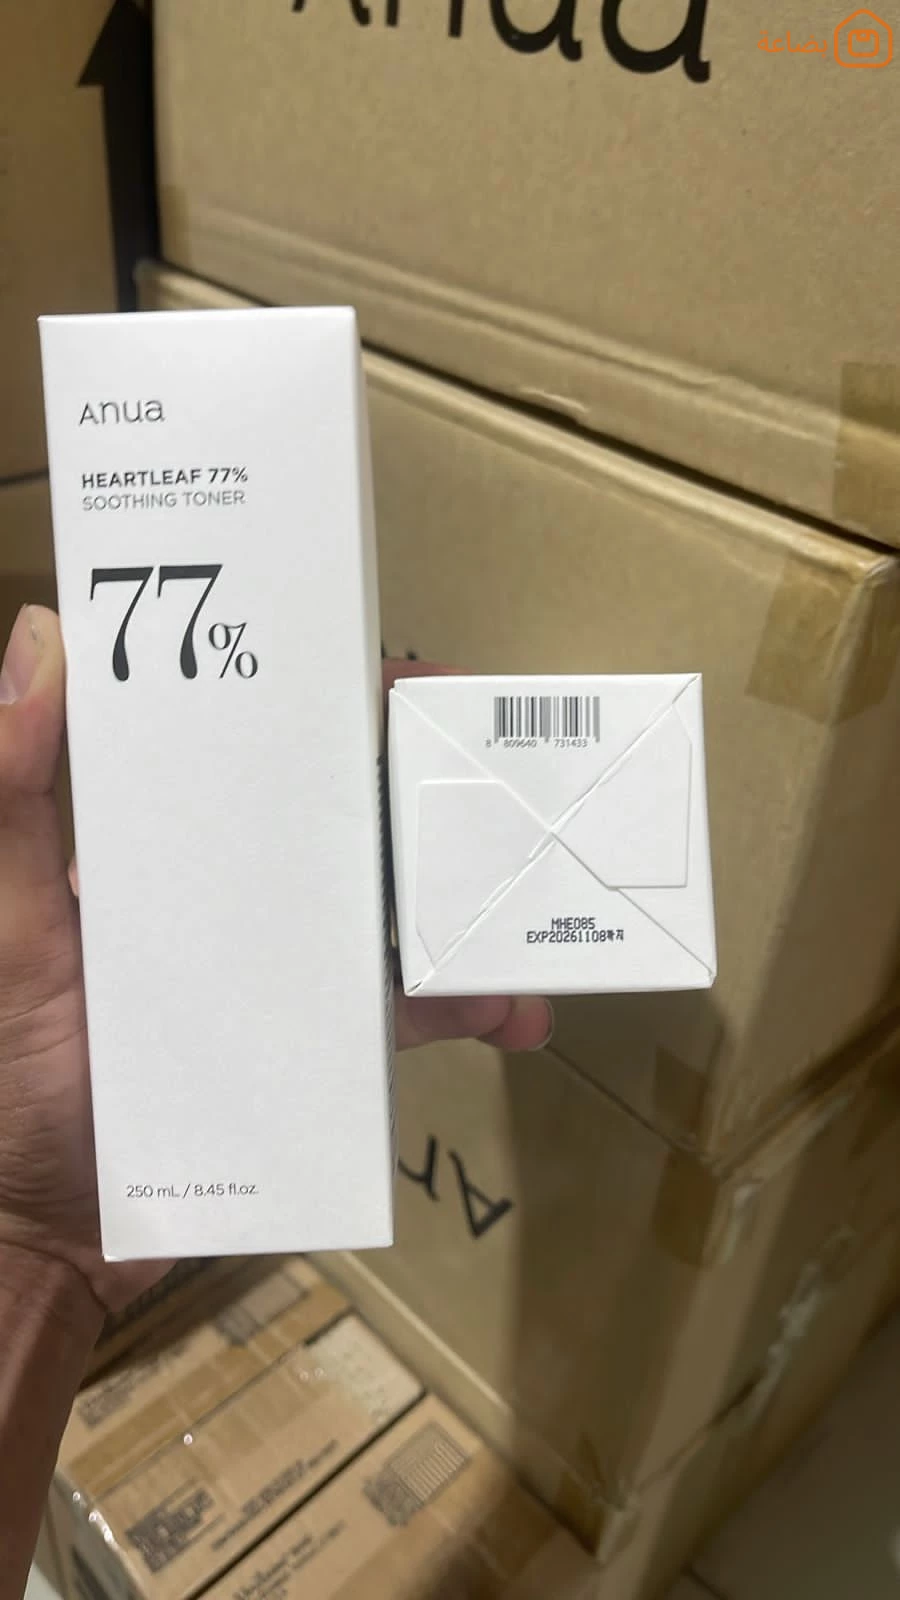 Anua
بضاعة
Anua
HEARTLEAF 77%
SOOTHING TONER
77%
250 mL / 8.45 fl.oz.
8 809640 731433
MHE085
EXP20261108까지